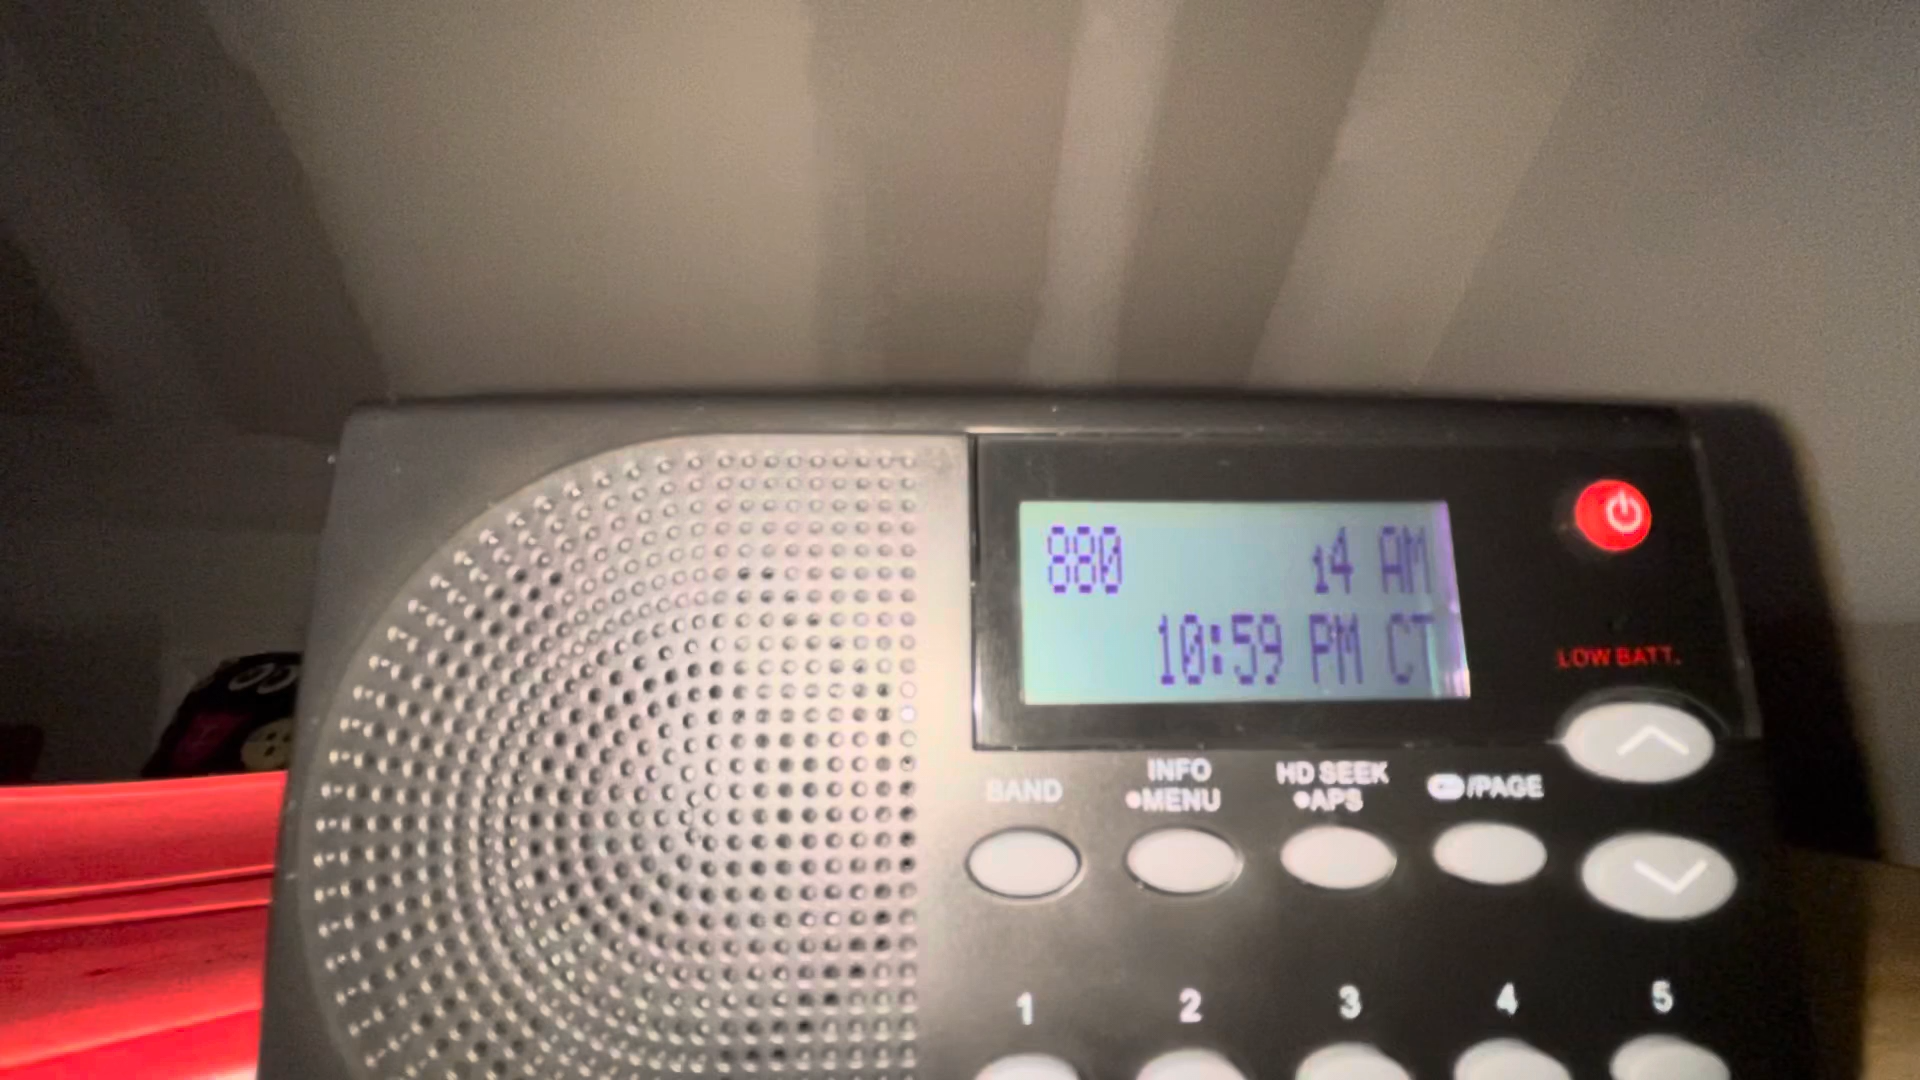 880 14 AM
10:59 PM CT
LOW BATT.
BAND
INFO
•MENU
HD SEEK
•APS
/PAGE
1 2 3 4 5